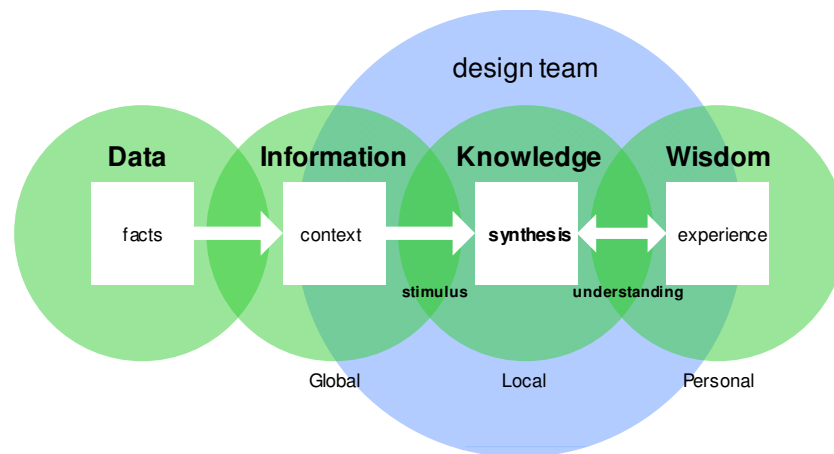 design team
Data Information Knowledge Wisdom
facts context synthesis experience
stimulus understanding
Global Local Personal